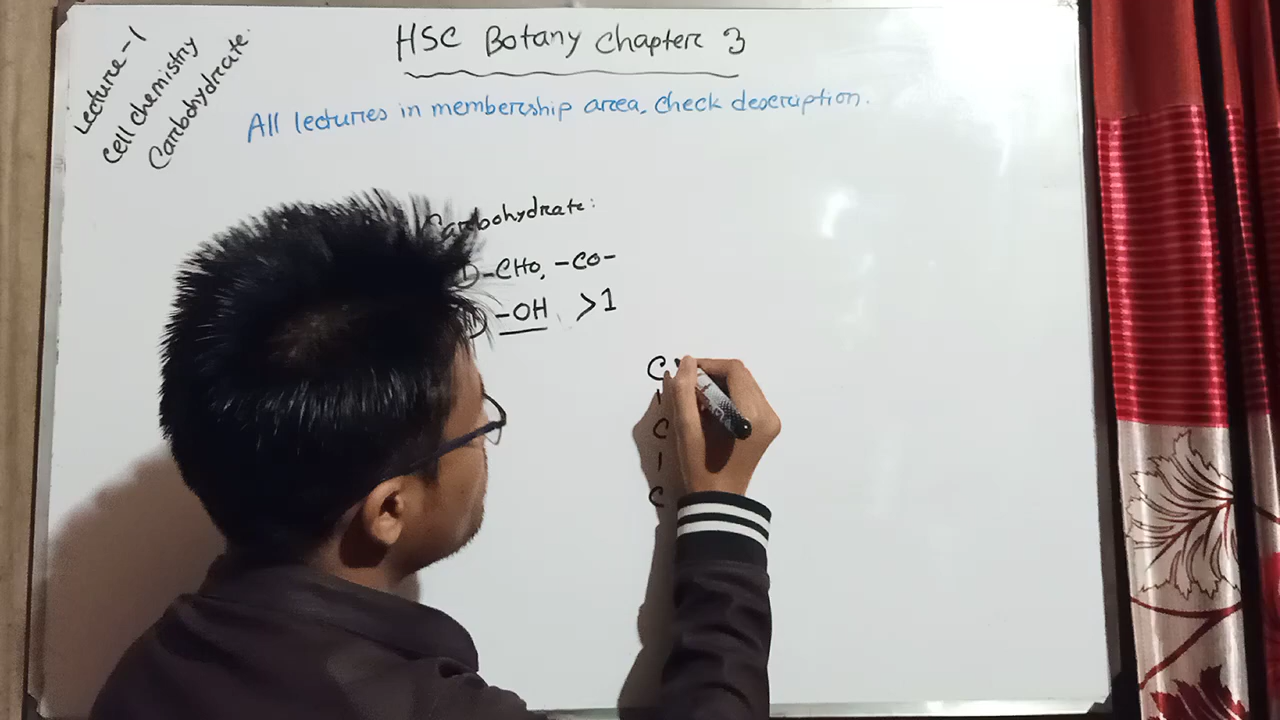 Lecture-1
Cell chemistry
Carbohydrate.
HSC Botany Chapter 3
All lectures in membership area, check description.
Carbohydrate:
-CHO, -CO-
-OH >1
C
C
C